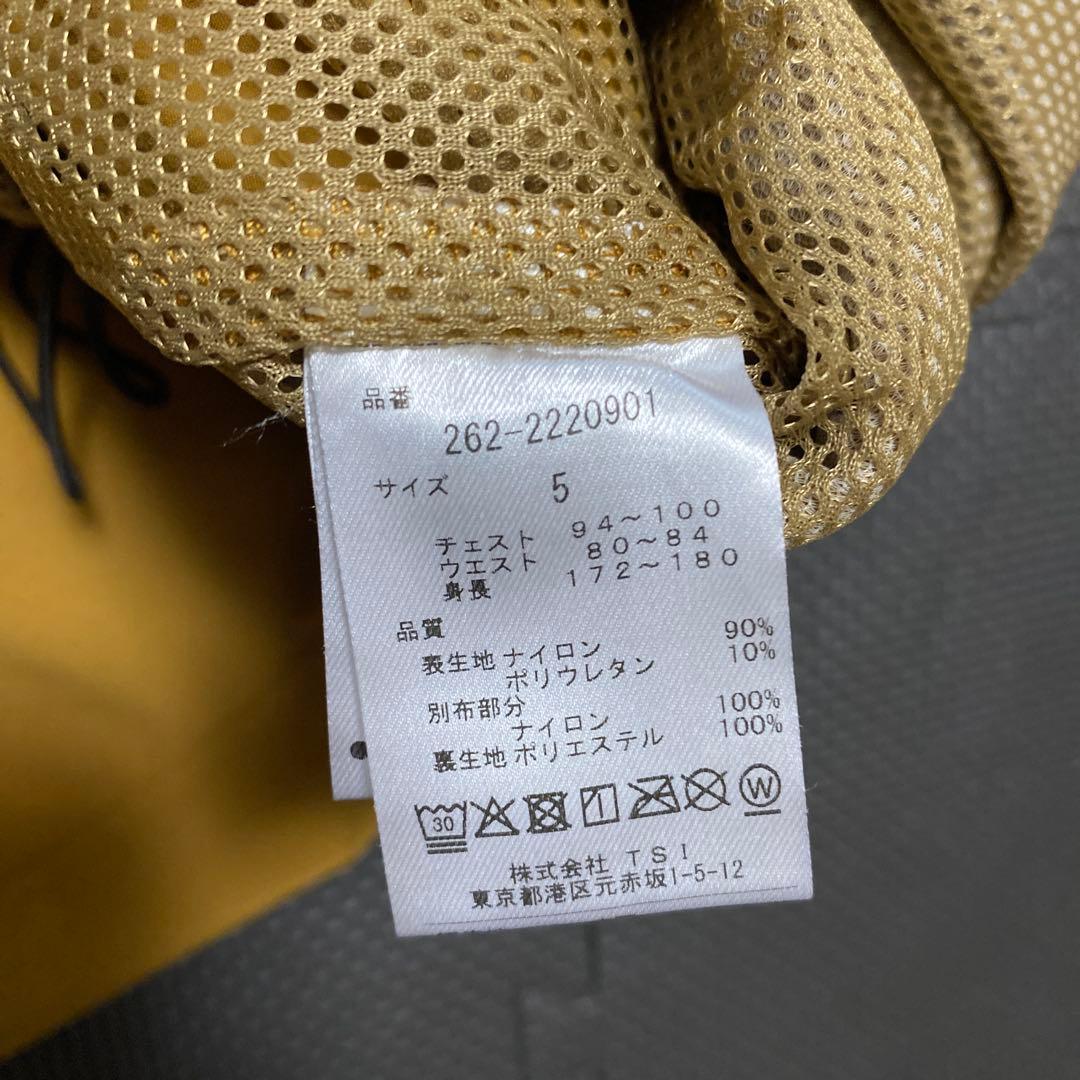 品番
262-2220901
サイズ 5
チェスト 94～100
ウエスト 80～84
身長 172～180
品質
表生地 ナイロン 90%
ポリウレタン 10%
別布部分
ナイロン 100%
裏生地 ポリエステル 100%
30 W
株式会社 TSI
東京都港区元赤坂1-5-12